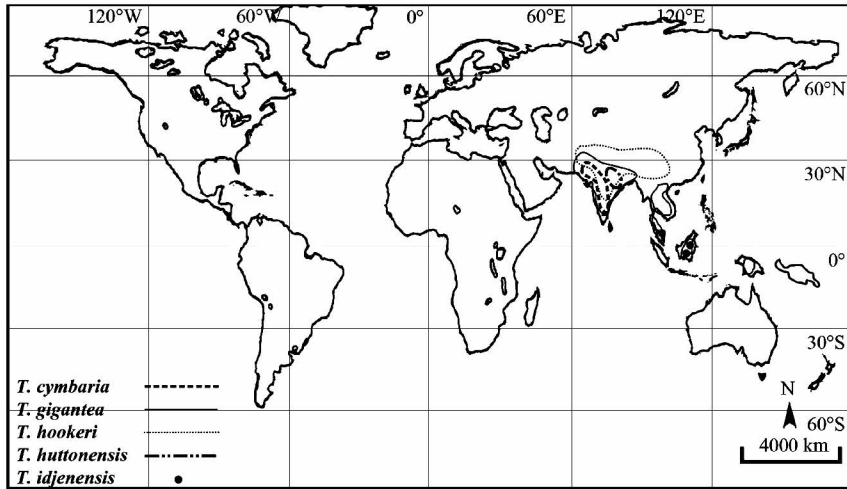 120°W 60°W 0° 60°E 120°E
60°N
30°N
0°
30°S
T. cymbaria
N
T. gigantea
60°S
T. hookeri
4000 km
T. huttonensis
T. idjenensis